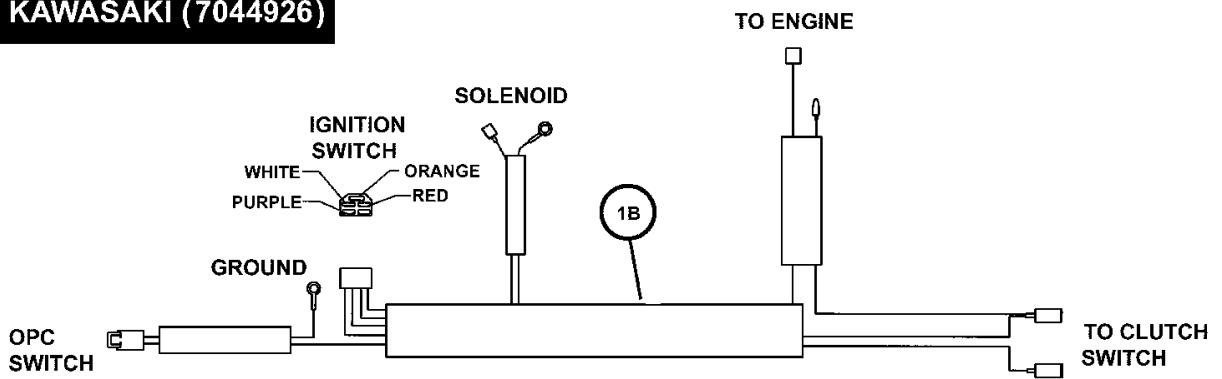 KAWASAKI (7044926)
TO ENGINE
SOLENOID
IGNITION
SWITCH
WHITE
ORANGE
PURPLE
RED
1B
GROUND
OPC
SWITCH
TO CLUTCH
SWITCH